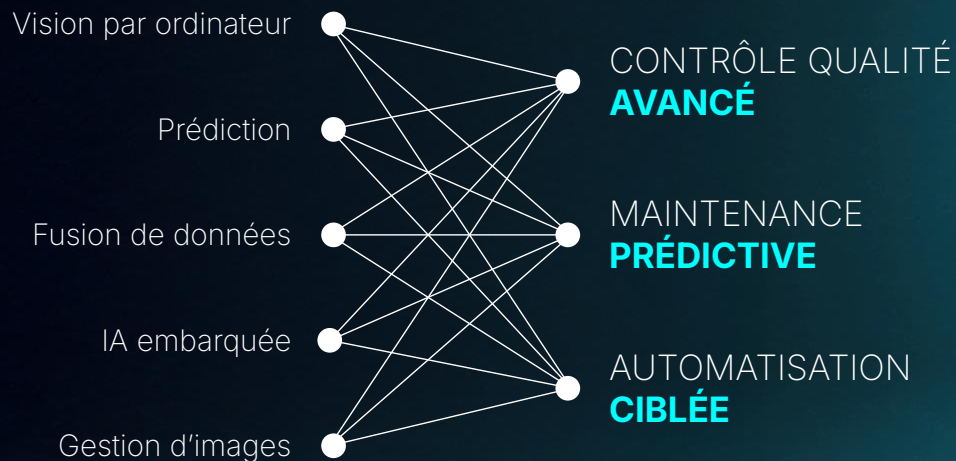 Vision par ordinateur
Prédiction
Fusion de données
IA embarquée
Gestion d’images
CONTRÔLE QUALITÉ
AVANCÉ
MAINTENANCE
PRÉDICTIVE
AUTOMATISATION
CIBLÉE